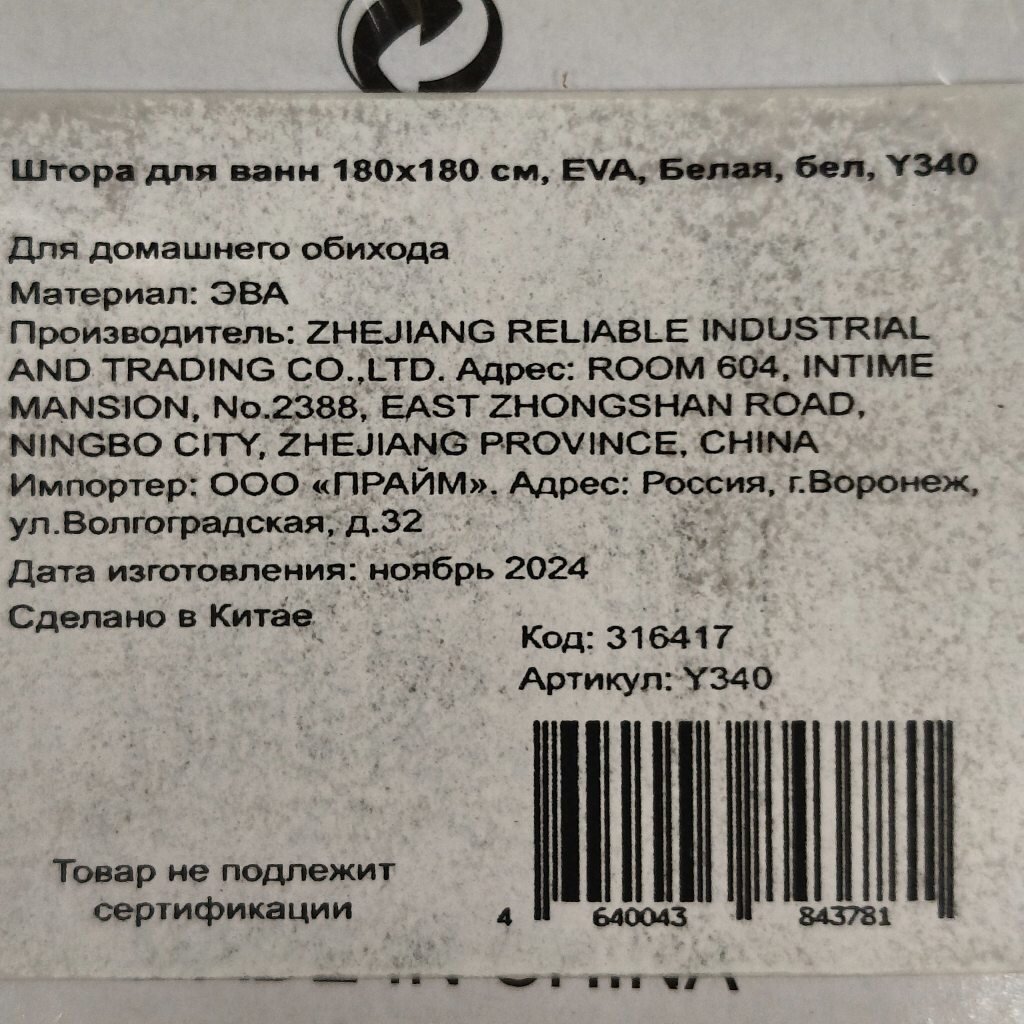 Штора для ванн 180х180 см, EVA, Белая, бел, Y340
Для домашнего обихода
Материал: ЭВА
Производитель: ZHEJIANG RELIABLE INDUSTRIAL
AND TRADING CO.,LTD. Адрес: ROOM 604, INTIME
MANSION, No.2388, EAST ZHONGSHAN ROAD,
NINGBO CITY, ZHEJIANG PROVINCE, CHINA
Импортер: ООО «ПРАЙМ». Адрес: Россия, г.Воронеж,
ул.Волгоградская, д.32
Дата изготовления: ноябрь 2024
Сделано в Китае
Код: 316417
Артикул: Y340
Товар не подлежит
сертификации
4 640043 843781